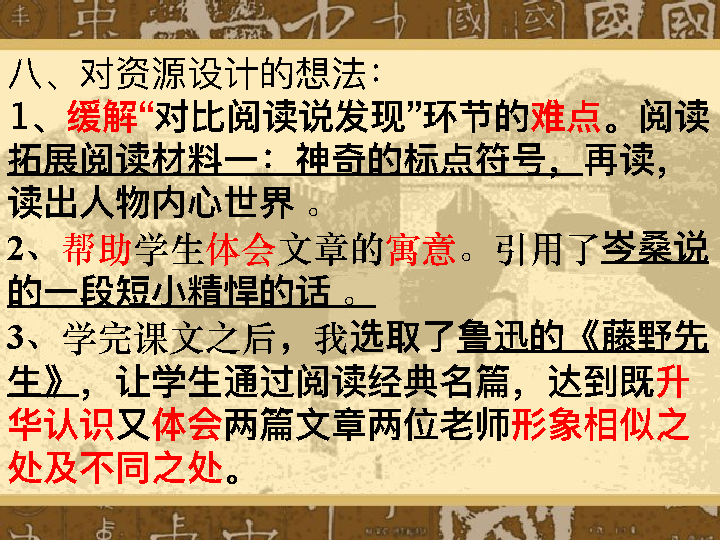 八、对资源设计的想法：
1、缓解“对比阅读说发现”环节的难点。阅读
拓展阅读材料一：神奇的标点符号，再读，
读出人物内心世界 。
2、帮助学生体会文章的寓意。引用了岑桑说
的一段短小精悍的话 。
3、学完课文之后，我选取了鲁迅的《藤野先
生》，让学生通过阅读经典名篇，达到既升
华认识又体会两篇文章两位老师形象相似之
处及不同之处。